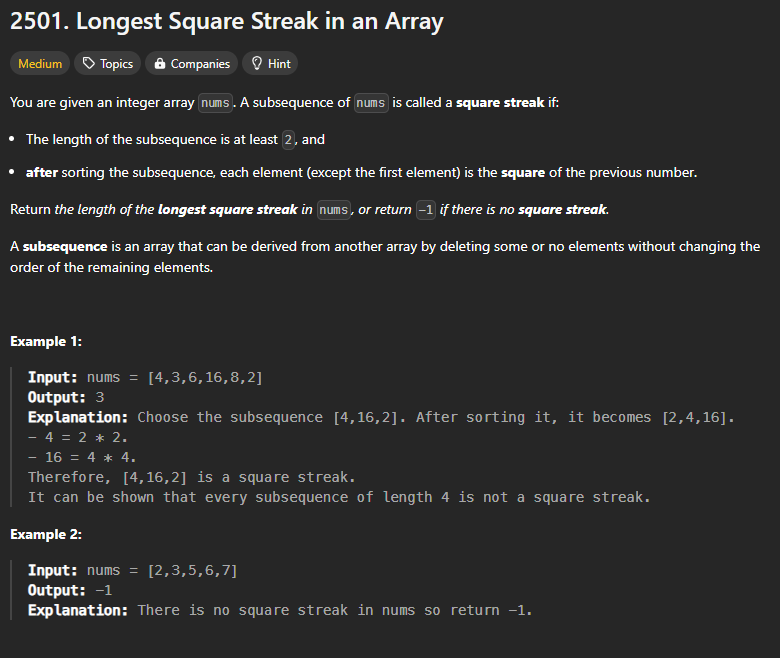 2501. Longest Square Streak in an Array
Medium Topics Companies Hint
You are given an integer array nums. A subsequence of nums is called a square streak if:
• The length of the subsequence is at least 2, and
• after sorting the subsequence, each element (except the first element) is the square of the previous number.
Return the length of the longest square streak in nums, or return -1 if there is no square streak.
A subsequence is an array that can be derived from another array by deleting some or no elements without changing the
order of the remaining elements.
Example 1:
Input: nums = [4,3,6,16,8,2]
Output: 3
Explanation: Choose the subsequence [4,16,2]. After sorting it, it becomes [2,4,16].
- 4 = 2 * 2.
- 16 = 4 * 4.
Therefore, [4,16,2] is a square streak.
It can be shown that every subsequence of length 4 is not a square streak.
Example 2:
Input: nums = [2,3,5,6,7]
Output: -1
Explanation: There is no square streak in nums so return -1.